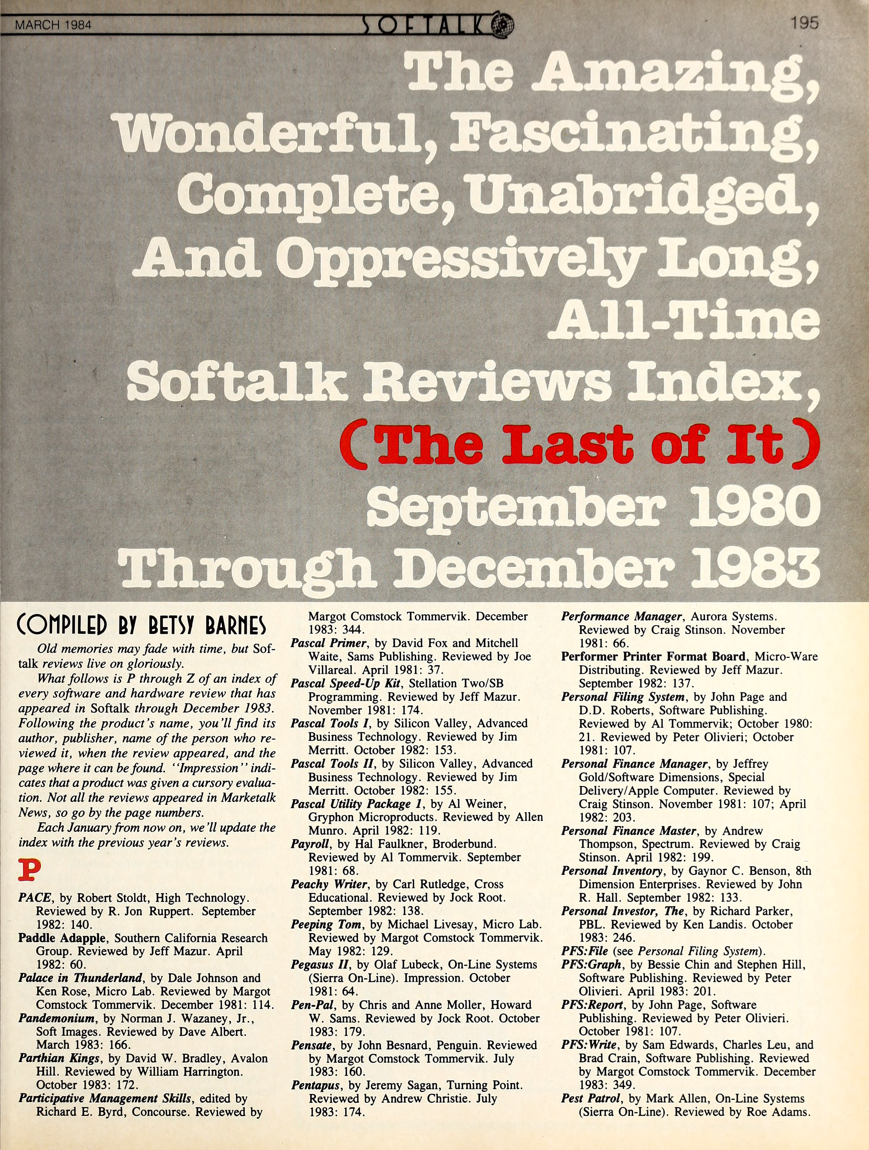 MARCH 1984
SOFTALK
195
The Amazing,
Wonderful, Fascinating,
Complete, Unabridged,
And Oppressively Long,
All-Time
Softalk Reviews Index,
(The Last of It)
September 1980
Through December 1983
COMPILED BY BETSY BARNES
Old memories may fade with time, but Sof-
talk reviews live on gloriously.
What follows is P through Z of an index of
every software and hardware review that has
appeared in Softalk through December 1983.
Following the product's name, you'll find its
author, publisher, name of the person who re-
viewed it, when the review appeared, and the
page where it can be found. "Impression" indi-
cates that a product was given a cursory evalua-
tion. Not all the reviews appeared in Marketalk
News, so go by the page numbers.
Each January from now on, we'll update the
index with the previous year's reviews.
P
PACE, by Robert Stoldt, High Technology.
Reviewed by R. Jon Ruppert. September
1982: 140.
Paddle Adapple, Southern California Research
Group. Reviewed by Jeff Mazur. April
1982: 60.
Palace in Thunderland, by Dale Johnson and
Ken Rose, Micro Lab. Reviewed by Margot
Comstock Tommervik. December 1981: 114.
Pandemonium, by Norman J. Wazaney, Jr.,
Soft Images. Reviewed by Dave Albert.
March 1983: 166.
Parthian Kings, by David W. Bradley, Avalon
Hill. Reviewed by William Harrington.
October 1983: 172.
Participative Management Skills, edited by
Richard E. Byrd, Concourse. Reviewed by
Margot Comstock Tommervik. December
1983: 344.
Pascal Primer, by David Fox and Mitchell
Waite, Sams Publishing. Reviewed by Joe
Villareal. April 1981: 37.
Pascal Speed-Up Kit, Stellation Two/SB
Programming. Reviewed by Jeff Mazur.
November 1981: 174.
Pascal Tools I, by Silicon Valley, Advanced
Business Technology. Reviewed by Jim
Merritt. October 1982: 153.
Pascal Tools II, by Silicon Valley, Advanced
Business Technology. Reviewed by Jim
Merritt. October 1982: 155.
Pascal Utility Package 1, by Al Weiner,
Gryphon Microproducts. Reviewed by Allen
Munro. April 1982: 119.
Payroll, by Hal Faulkner, Broderbund.
Reviewed by Al Tommervik. September
1981: 68.
Peachy Writer, by Carl Rutledge, Cross
Educational. Reviewed by Jock Root.
September 1982: 138.
Peeping Tom, by Michael Livesay, Micro Lab.
Reviewed by Margot Comstock Tommervik.
May 1982: 129.
Pegasus II, by Olaf Lubeck, On-Line Systems
(Sierra On-Line). Impression. October
1981: 64.
Pen-Pal, by Chris and Anne Moller, Howard
W. Sams. Reviewed by Jock Root. October
1983: 179.
Pensate, by John Besnard, Penguin. Reviewed
by Margot Comstock Tommervik. July
1983: 160.
Pentapus, by Jeremy Sagan, Turning Point.
Reviewed by Andrew Christie. July
1983: 174.
Performance Manager, Aurora Systems.
Reviewed by Craig Stinson. November
1981: 66.
Performer Printer Format Board, Micro-Ware
Distributing. Reviewed by Jeff Mazur.
September 1982: 137.
Personal Filing System, by John Page and
D.D. Roberts, Software Publishing.
Reviewed by Al Tommervik; October 1980:
21. Reviewed by Peter Olivieri; October
1981: 107.
Personal Finance Manager, by Jeffrey
Gold/Software Dimensions, Special
Delivery/Apple Computer. Reviewed by
Craig Stinson. November 1981: 107; April
1982: 203.
Personal Finance Master, by Andrew
Thompson, Spectrum. Reviewed by Craig
Stinson. April 1982: 199.
Personal Inventory, by Gaynor C. Benson, 8th
Dimension Enterprises. Reviewed by John
R. Hall. September 1982: 133.
Personal Investor, The, by Richard Parker,
PBL. Reviewed by Ken Landis. October
1983: 246.
PFS:File (see Personal Filing System).
PFS:Graph, by Bessie Chin and Stephen Hill,
Software Publishing. Reviewed by Peter
Olivieri. April 1983: 201.
PFS:Report, by John Page, Software
Publishing. Reviewed by Peter Olivieri.
October 1981: 107.
PFS:Write, by Sam Edwards, Charles Leu, and
Brad Crain, Software Publishing. Reviewed
by Margot Comstock Tommervik. December
1983: 349.
Pest Patrol, by Mark Allen, On-Line Systems
(Sierra On-Line). Reviewed by Roe Adams.